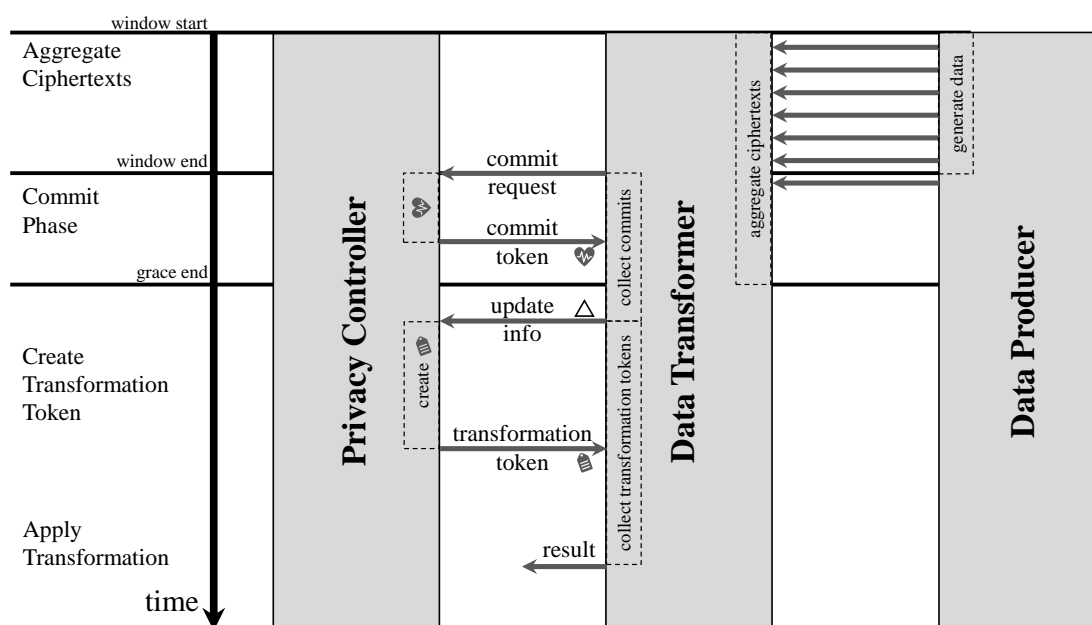 window start
Aggregate
Ciphertexts
window end
Commit
Phase
grace end
Create
Transformation
Token
Apply
Transformation
time
Privacy Controller
create
commit
request
commit
token
update
info
transformation
token
result
collect commits
collect transformation tokens
Data Transformer
aggregate ciphertexts
generate data
Data Producer